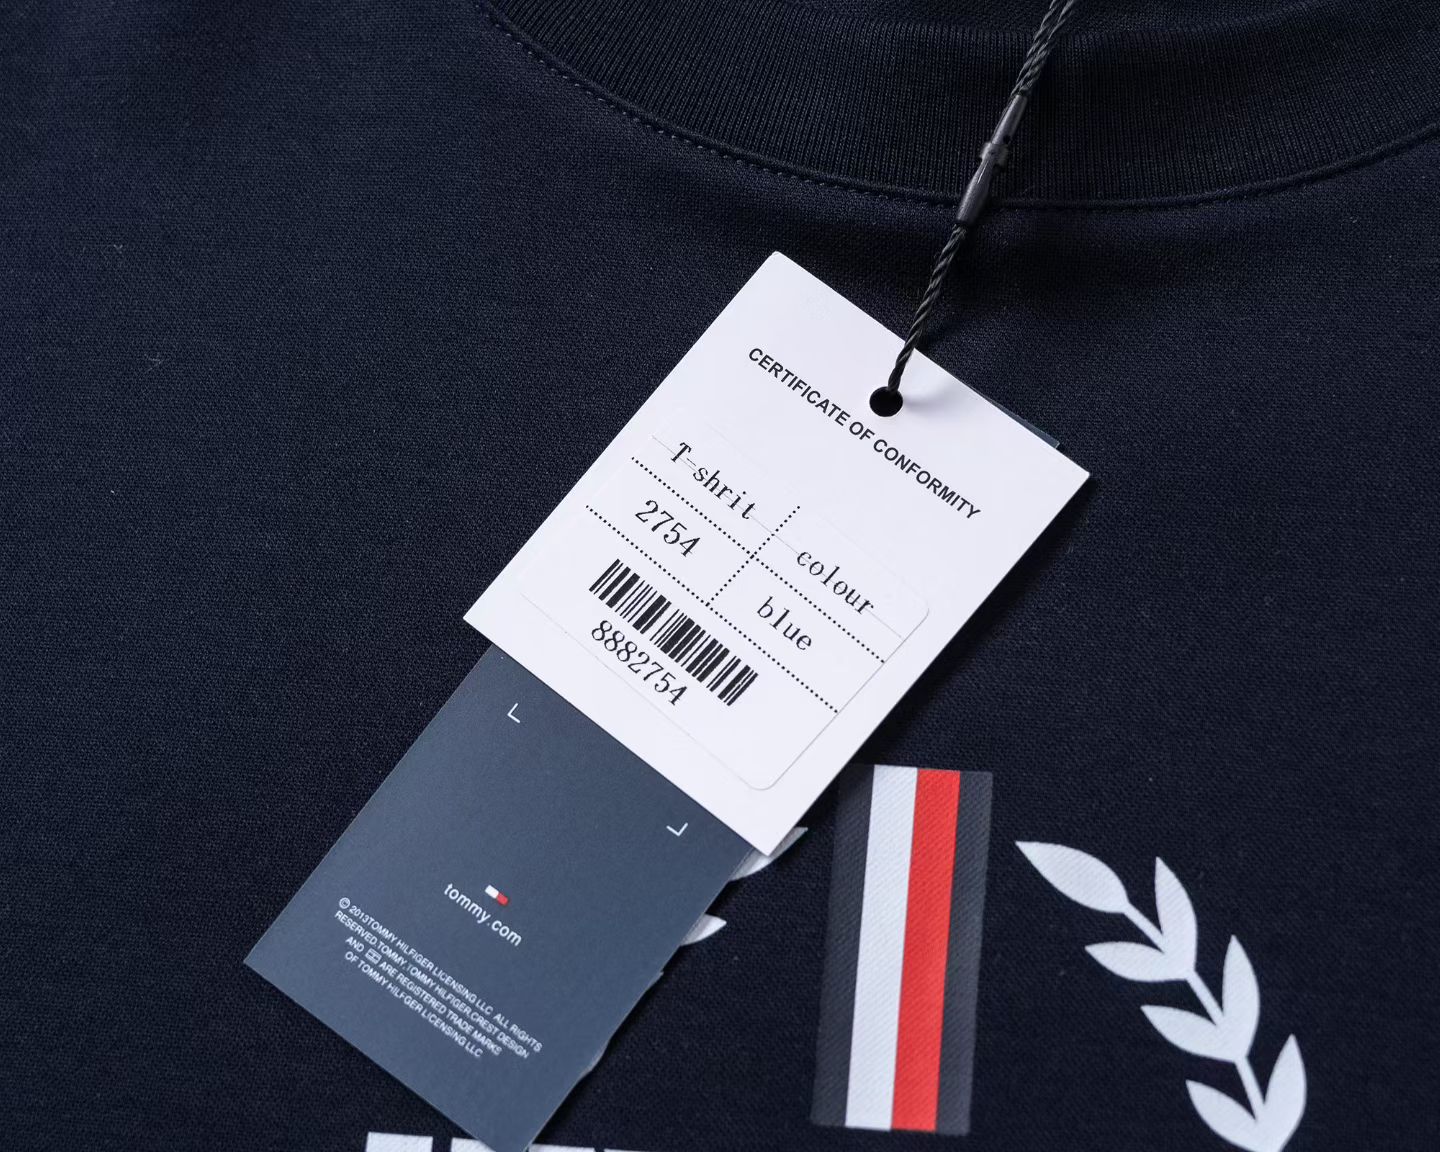 CERTIFICATE OF CONFORMITY
T-shrit
colour
2754
blue
8882754
tommy.com
© 2013TOMMY HILFIGER LICENSING LLC ALL RIGHTS
RESERVED.TOMMY,TOMMY HILFIGER,CREST DESIGN
AND ARE REGISTERED TRADE MARKS
OF TOMMY HILFGER LICENSING LLC